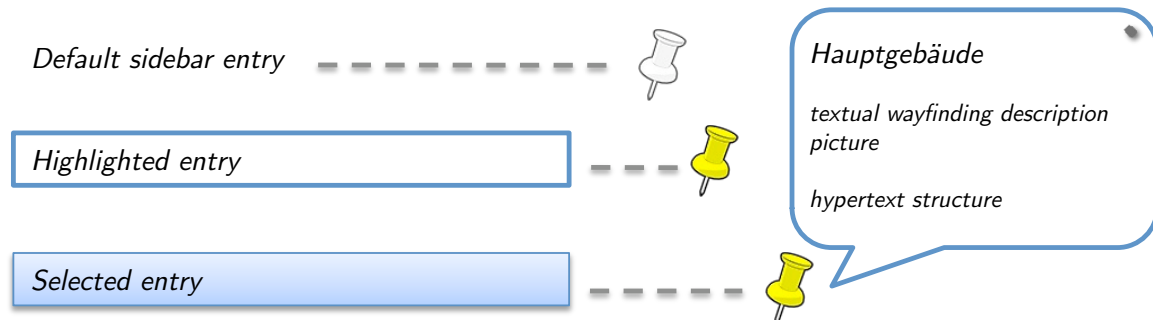 Default sidebar entry
Highlighted entry
Selected entry
Hauptgebäude
textual wayfinding description
picture
hypertext structure